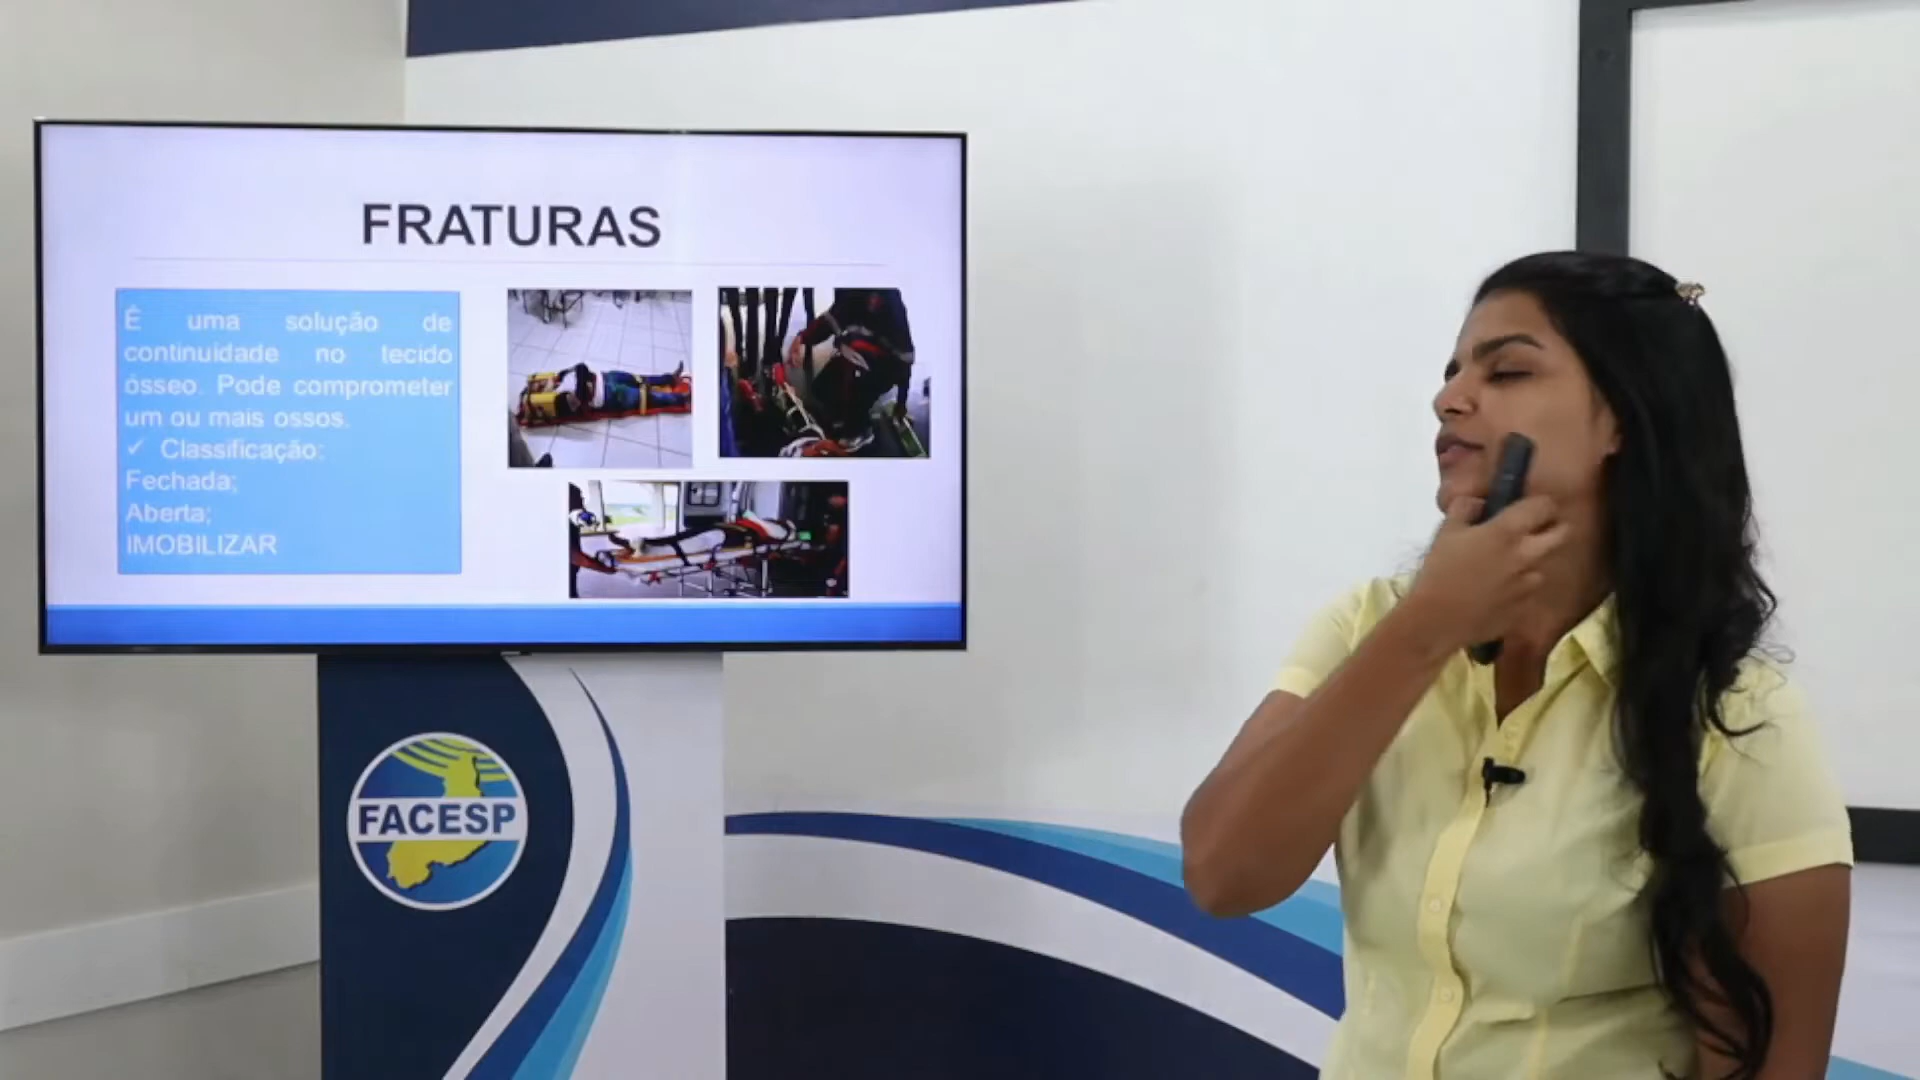 FRATURAS
É uma solução de
continuidade no tecido
ósseo. Pode comprometer
um ou mais ossos.
✓ Classificação:
Fechada;
Aberta;
IMOBILIZAR
FACESP